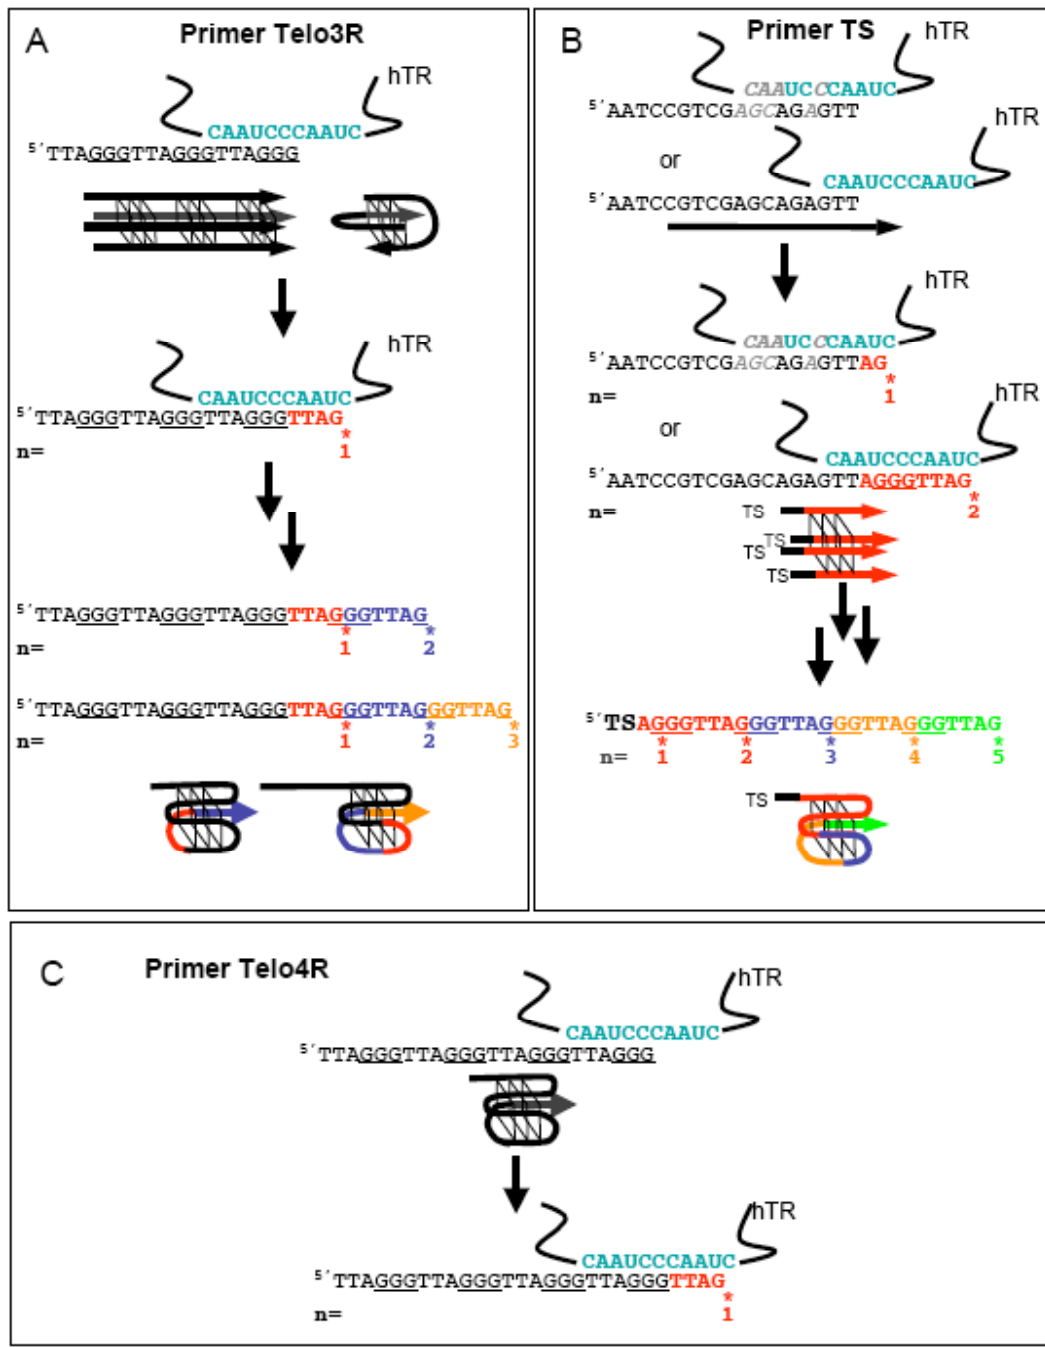 A
Primer Telo3R
hTR
CAAUCCCAAUC
5′TTAGGGTTAGGGTTAGGG
hTR
CAAUCCCAAUC
5′TTAGGGTTAGGGTTAGGGTTAG
*
n= 1
5′TTAGGGTTAGGGTTAGGGTTAGGGTTAG
* *
n= 1 2
5′TTAGGGTTAGGGTTAGGGTTAGGGTTAGGGTTAG
* * *
n= 1 2 3
B
Primer TS
hTR
CAAUCCCAAUC
5′AATCCGTCGAGCAGAGTT
or
hTR
CAAUCCCAAUC
5′AATCCGTCGAGCAGAGTT
hTR
CAAUCCCAAUC
5′AATCCGTCGAGCAGAGTTAG
*
n= 1
or
hTR
CAAUCCCAAUC
5′AATCCGTCGAGCAGAGTTAGGGTTAG
*
n= 2
TS
TS
TS
TS
5′TSAGGGTTAGGGTTAGGGTTAGGGTTAG
* * * * *
n= 1 2 3 4 5
TS
C
Primer Telo4R
hTR
CAAUCCCAAUC
5′TTAGGGTTAGGGTTAGGGTTAGGG
hTR
CAAUCCCAAUC
5′TTAGGGTTAGGGTTAGGGTTAGGGTTAG
*
n= 1